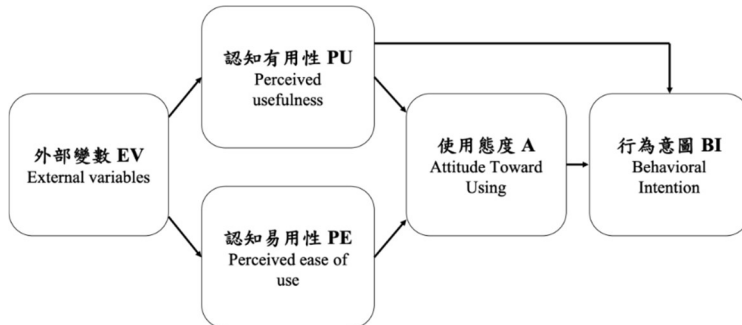 外部變數 EV
External variables
認知有用性 PU
Perceived
usefulness
認知易用性 PE
Perceived ease of
use
使用態度 A
Attitude Toward
Using
行為意圖 BI
Behavioral
Intention